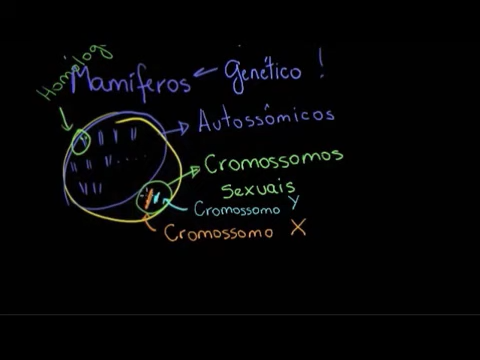 Homólog
Mamíferos ← Genético !
Autossômicos
Cromossomos
Sexuais
Cromossomo Y
Cromossomo X